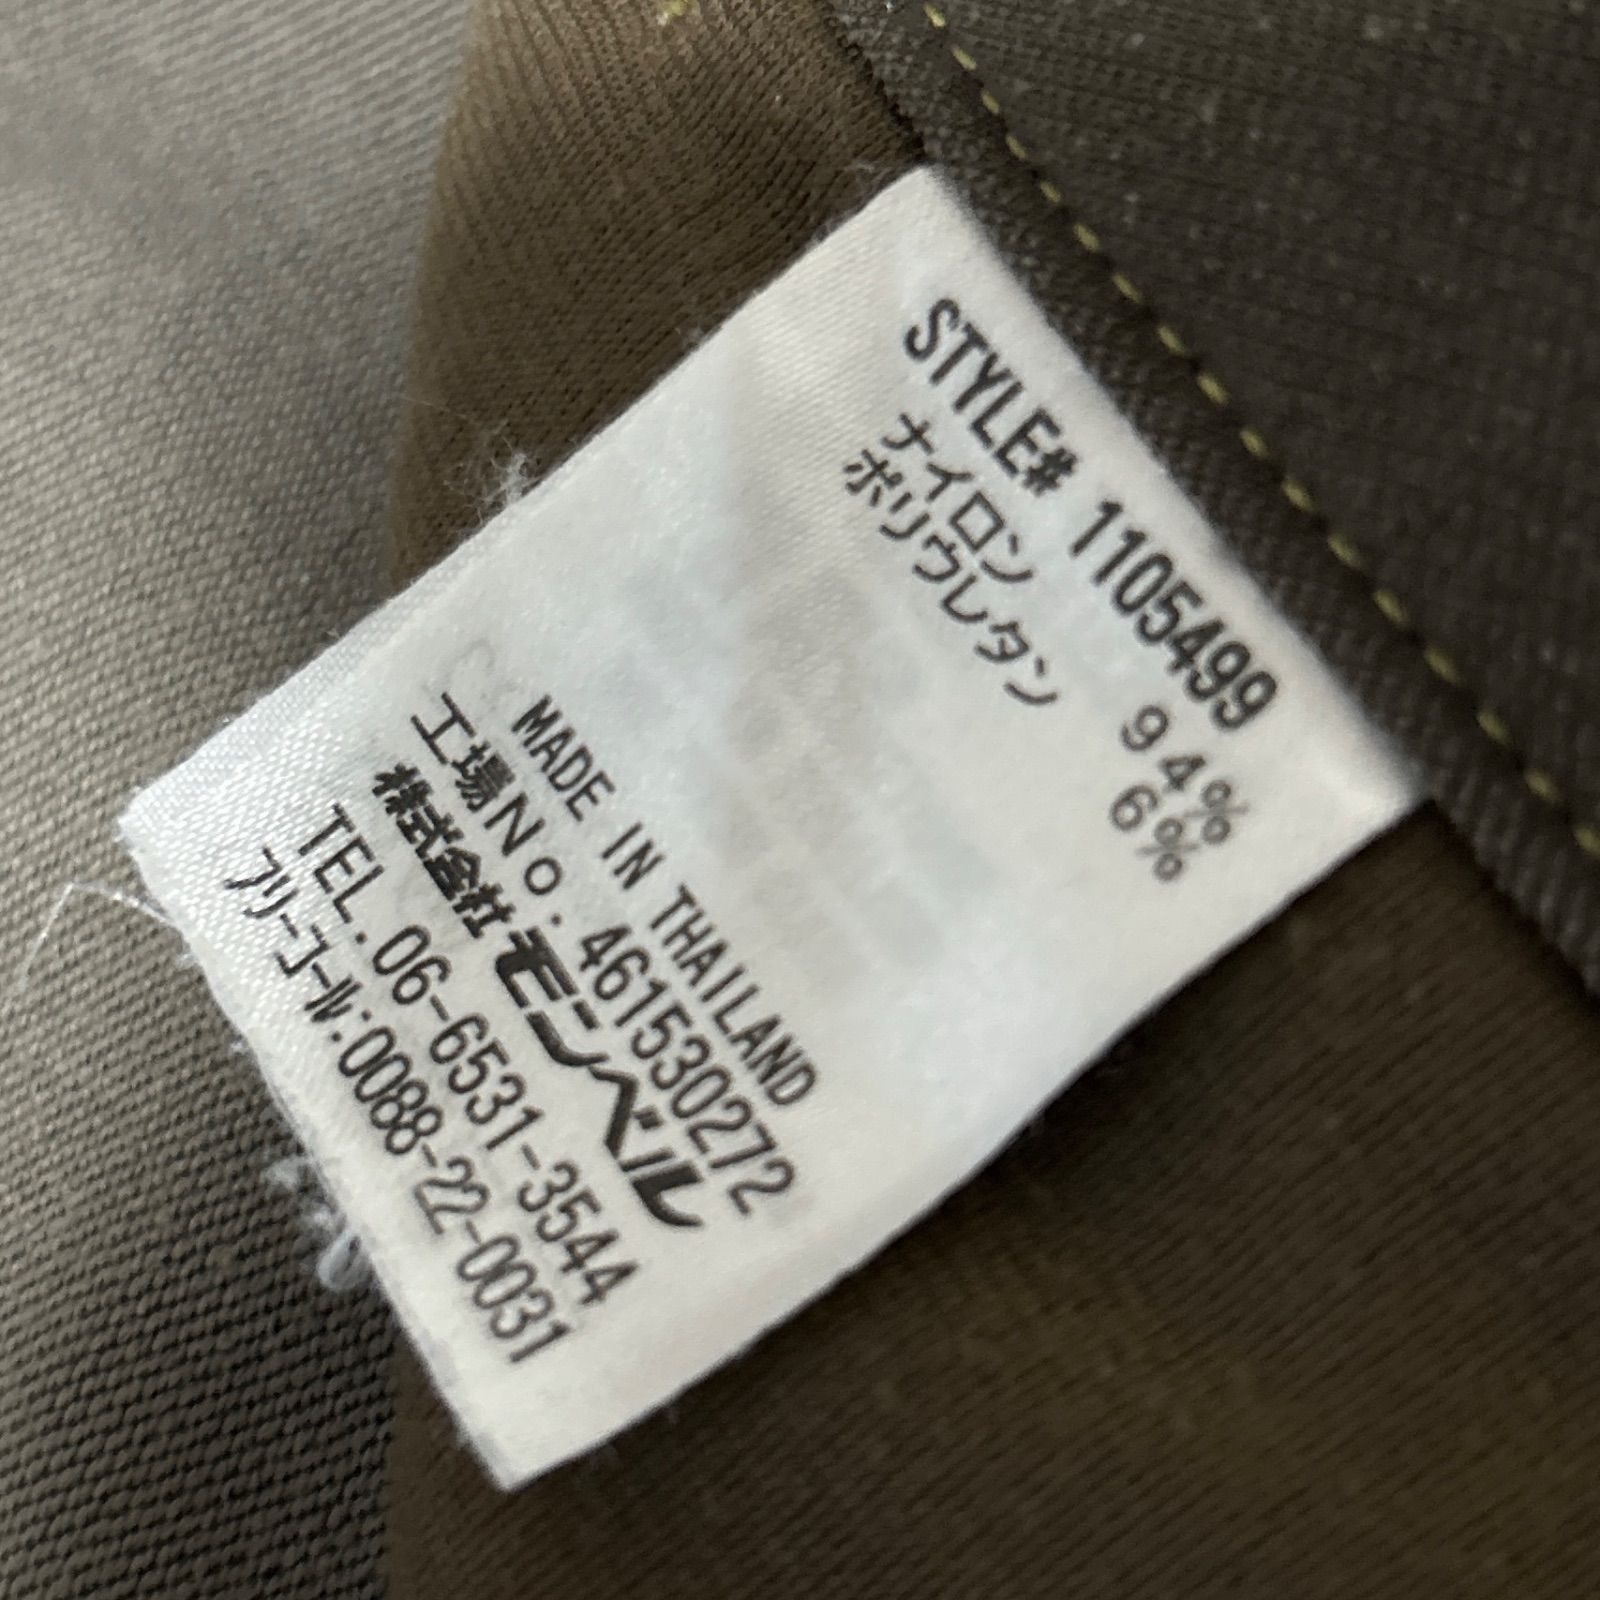 STYLE# 1105499
ナイロン 94%
ポリウレタン 6%
MADE IN THAILAND
工場No. 461530272
株式会社モンベル
TEL.06-6531-3544
フリーコール:0088-22-0031